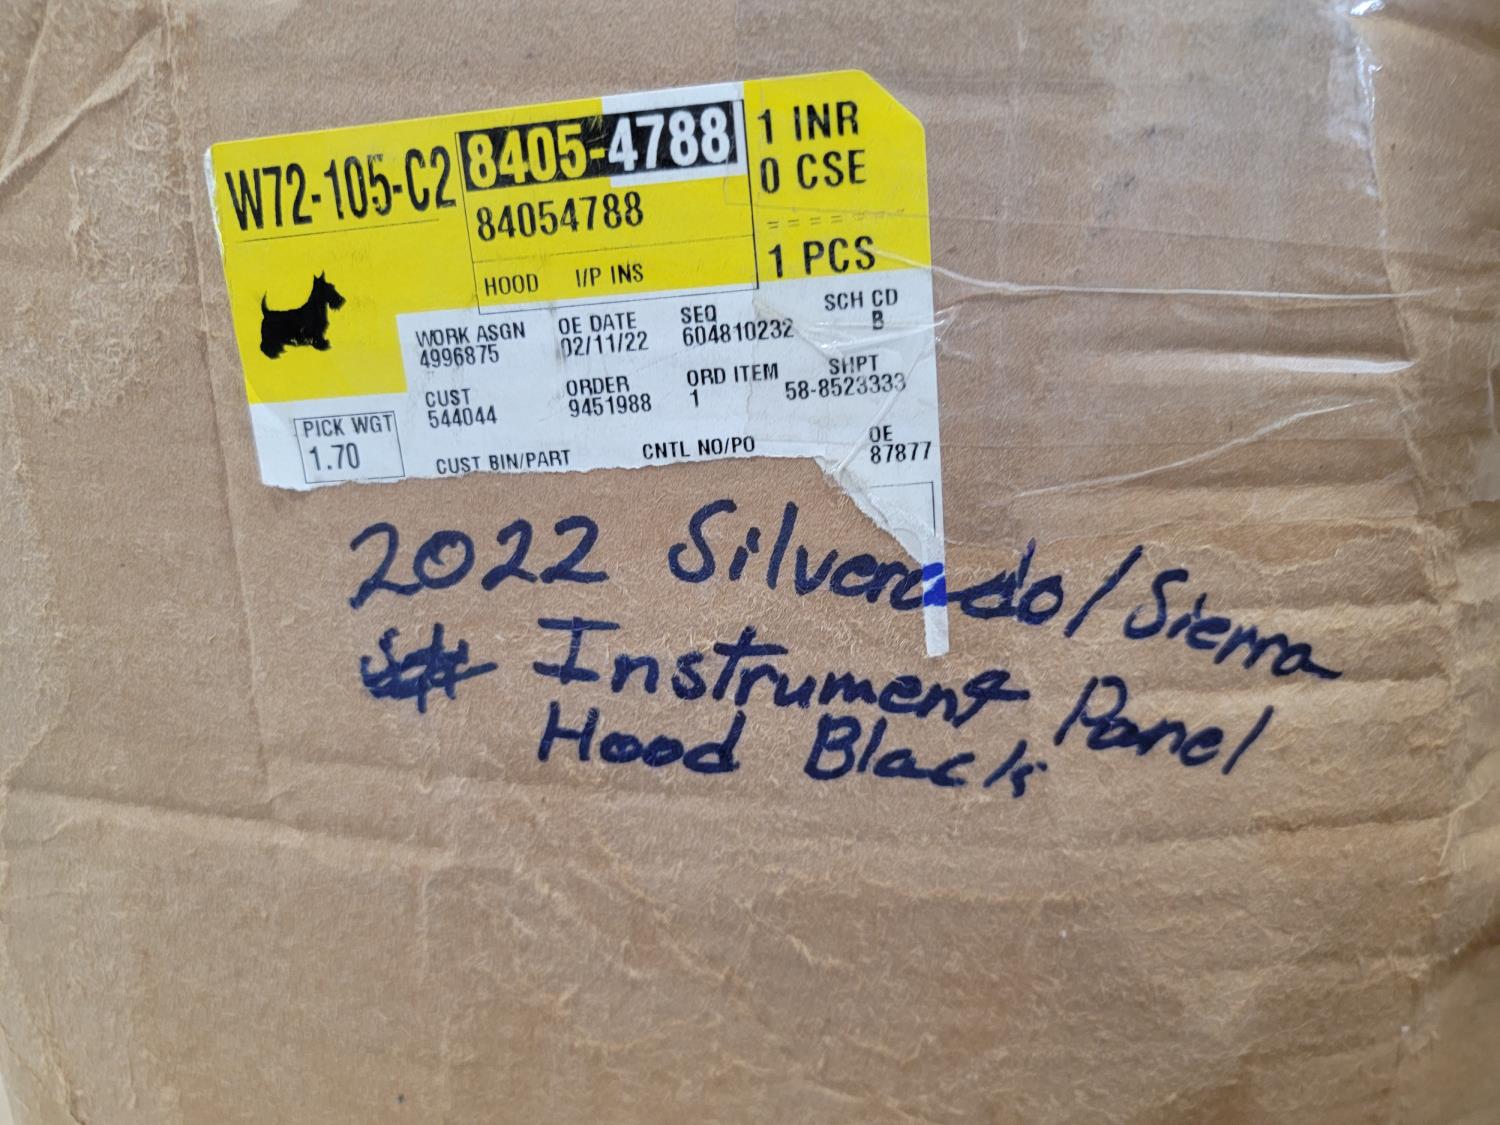 W72-105-C2
8405-4788
84054788
HOOD I/P INS
1 INR
0 CSE
======
1 PCS
WORK ASGN
4996875
OE DATE
02/11/22
SEQ
604810232
SCH CD
B
CUST
544044
ORDER
9451988
ORD ITEM
1
SHPT
58-8523333
PICK WGT
1.70
CUST BIN/PART
CNTL NO/PO
OE
87877
2022 Silverado/Sierra
Instrument Panel
Hood Black